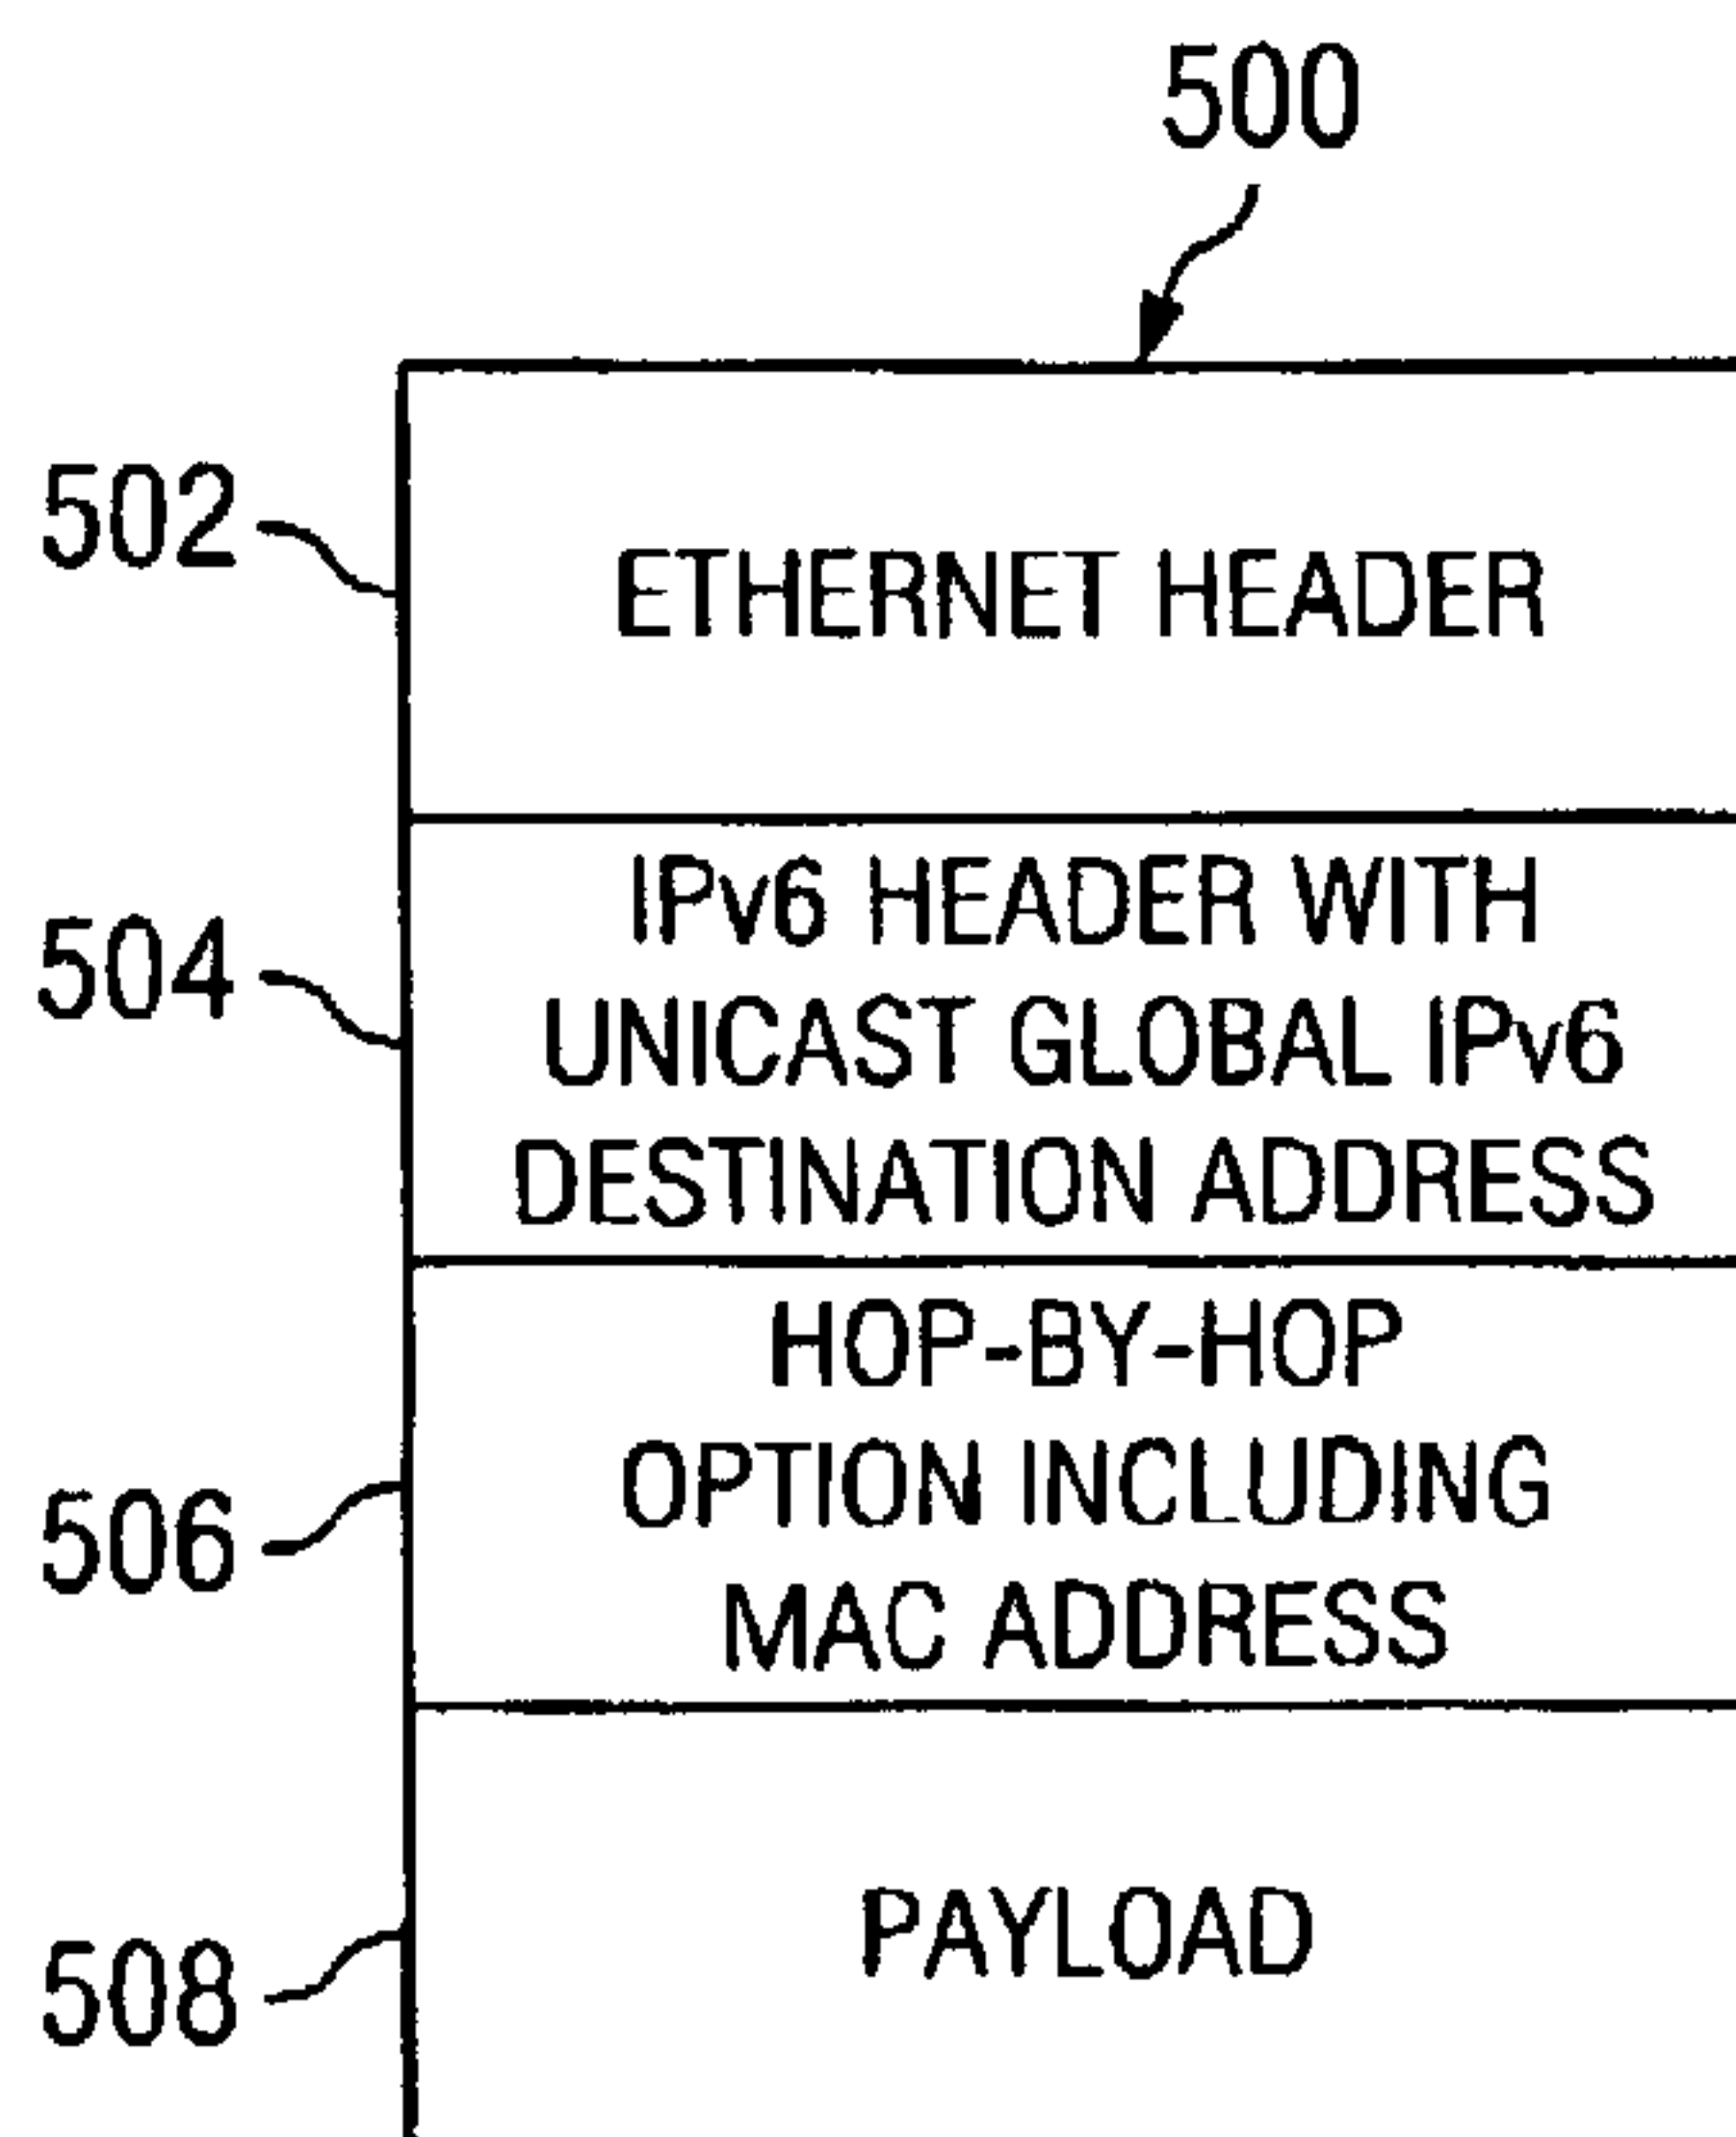 500
502
ETHERNET HEADER
504
IPv6 HEADER WITH
UNICAST GLOBAL IPv6
DESTINATION ADDRESS
506
HOP-BY-HOP
OPTION INCLUDING
MAC ADDRESS
508
PAYLOAD